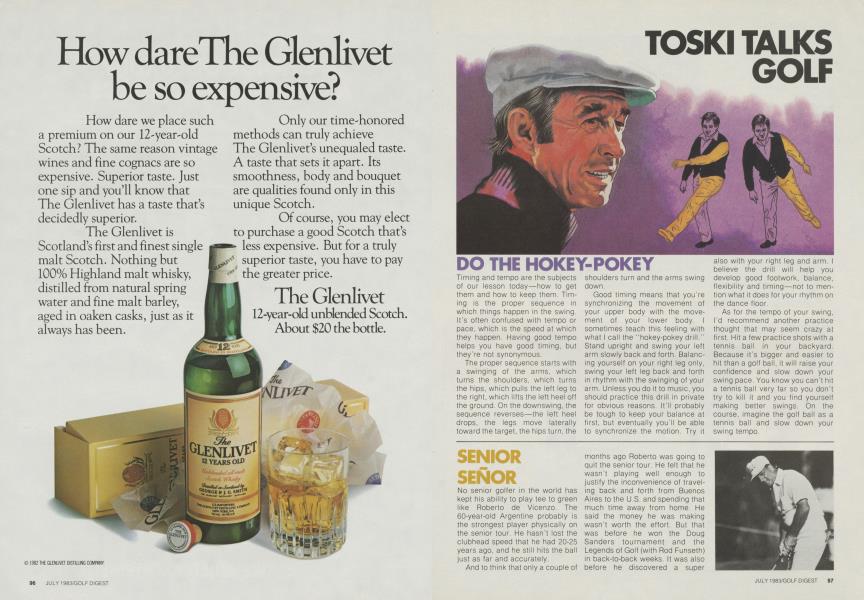 How dare The Glenlivet
be so expensive?
How dare we place such
a premium on our 12-year-old
Scotch? The same reason vintage
wines and fine cognacs are so
expensive. Superior taste. Just
one sip and you'll know that
The Glenlivet has a taste that's
decidedly superior.
The Glenlivet is
Scotland's first and finest single
malt Scotch. Nothing but
100% Highland malt whisky,
distilled from natural spring
water and fine malt barley,
aged in oaken casks, just as it
always has been.
Only our time-honored
methods can truly achieve
The Glenlivet's unequaled taste.
A taste that sets it apart. Its
smoothness, body and bouquet
are qualities found only in this
unique Scotch.
Of course, you may elect
to purchase a good Scotch that's
less expensive. But for a truly
superior taste, you have to pay
the greater price.
The Glenlivet
12-year-old unblended Scotch.
About $20 the bottle.
12
The
GLENLIVET
12 YEARS OLD
Unblended all malt
Scotch Whisky
GEORGE & J. G. SMITH
© 1982 THE GLENLIVET DISTILLING COMPANY
96 JULY 1983/GOLF DIGEST
TOSKI TALKS
GOLF
DO THE HOKEY-POKEY
Timing and tempo are the subjects
of our lesson today—how to get
them and how to keep them. Tim-
ing is the proper sequence in
which things happen in the swing.
It's often confused with tempo or
pace, which is the speed at which
they happen. Having good tempo
helps you have good timing, but
they're not synonymous.
The proper sequence starts with
a swinging of the arms, which
turns the shoulders, which turns
the hips, which pulls the left leg to
the right, which lifts the left heel off
the ground. On the downswing, the
sequence reverses—the left heel
drops, the legs move laterally
toward the target, the hips turn, the
shoulders turn and the arms swing
down.
Good timing means that you're
synchronizing the movement of
your upper body with the move-
ment of your lower body. I
sometimes teach this feeling with
what I call the "hokey-pokey drill."
Stand upright and swing your left
arm slowly back and forth. Balanc-
ing yourself on your right leg only,
swing your left leg back and forth
in rhythm with the swinging of your
arm. Unless you do it to music, you
should practice this drill in private
for obvious reasons. It'll probably
be tough to keep your balance at
first, but eventually you'll be able
to synchronize the motion. Try it
also with your right leg and arm. I
believe the drill will help you
develop good footwork, balance,
flexibility and timing—not to men-
tion what it does for your rhythm on
the dance floor.
As for the tempo of your swing,
I'd recommend another practice
thought that may seem crazy at
first. Hit a few practice shots with a
tennis ball in your backyard.
Because it's bigger and easier to
hit than a golf ball, it will raise your
confidence and slow down your
swing pace. You know you can't hit
a tennis ball very far so you don't
try to kill it and you find yourself
making better swings. On the
course, imagine the golf ball as a
tennis ball and slow down your
swing tempo.
SENIOR
SEÑOR
No senior golfer in the world has
kept his ability to play tee to green
like Roberto de Vicenzo. The
60-year-old Argentine probably is
the strongest player physically on
the senior tour. He hasn't lost the
clubhead speed that he had 20-25
years ago, and he still hits the ball
just as far and accurately.
And to think that only a couple of
months ago Roberto was going to
quit the senior tour. He felt that he
wasn't playing well enough to
justify the inconvenience of travel-
ing back and forth from Buenos
Aires to the U.S. and spending that
much time away from home. He
said the money he was making
wasn't worth the effort. But that
was before he won the Doug
Sanders tournament and the
Legends of Golf (with Rod Funseth)
in back-to-back weeks. It was also
before he discovered a super
JULY 1983/GOLF DIGEST 97